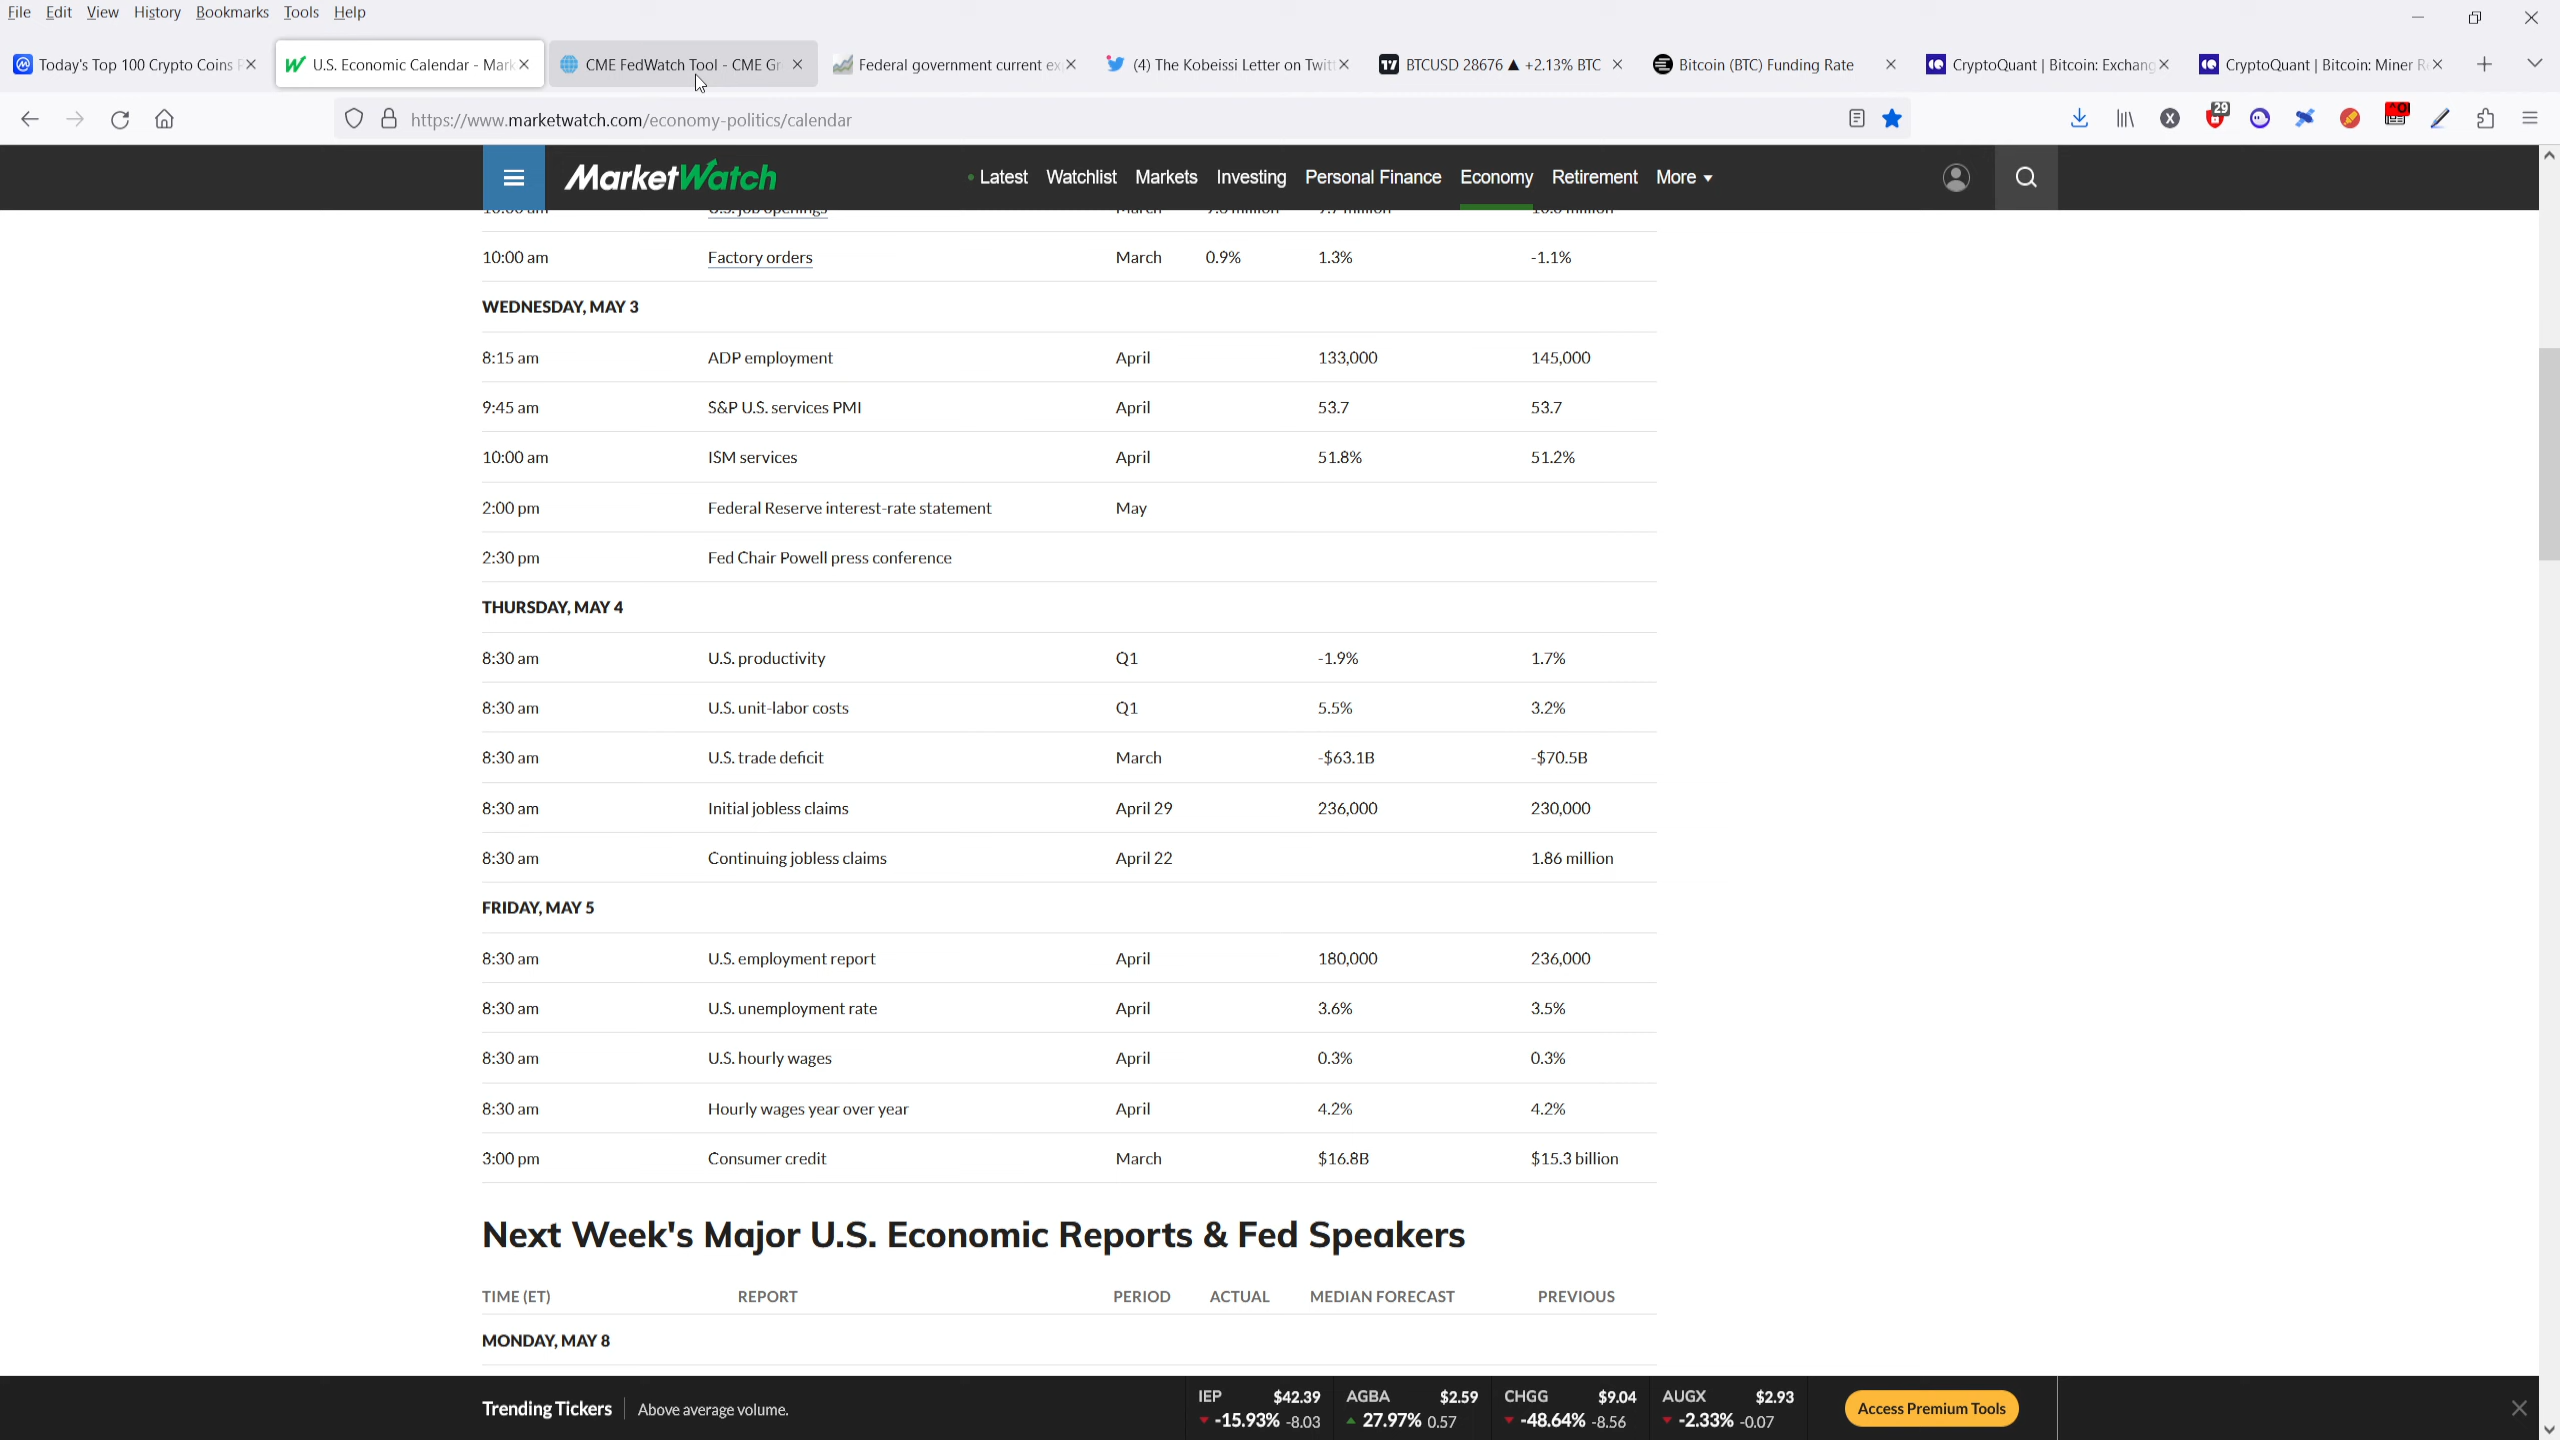 File Edit View History Bookmarks Tools Help
Today's Top 100 Crypto Coins
U.S. Economic Calendar - Mark
CME FedWatch Tool - CME Gr
Federal government current ex
(4) The Kobeissi Letter on Twitt
BTCUSD 28676 ▲ +2.13% BTC
Bitcoin (BTC) Funding Rate
CryptoQuant | Bitcoin: Exchang
CryptoQuant | Bitcoin: Miner R
https://www.marketwatch.com/economy-politics/calendar
29
MarketWatch
Latest Watchlist Markets Investing Personal Finance Economy Retirement More
10:00 am U.S. job openings March
10:00 am Factory orders March 0.9% 1.3% -1.1%
WEDNESDAY, MAY 3
8:15 am ADP employment April 133,000 145,000
9:45 am S&P U.S. services PMI April 53.7 53.7
10:00 am ISM services April 51.8% 51.2%
2:00 pm Federal Reserve interest-rate statement May
2:30 pm Fed Chair Powell press conference
THURSDAY, MAY 4
8:30 am U.S. productivity Q1 -1.9% 1.7%
8:30 am U.S. unit-labor costs Q1 5.5% 3.2%
8:30 am U.S. trade deficit March -$63.1B -$70.5B
8:30 am Initial jobless claims April 29 236,000 230,000
8:30 am Continuing jobless claims April 22 1.86 million
FRIDAY, MAY 5
8:30 am U.S. employment report April 180,000 236,000
8:30 am U.S. unemployment rate April 3.6% 3.5%
8:30 am U.S. hourly wages April 0.3% 0.3%
8:30 am Hourly wages year over year April 4.2% 4.2%
3:00 pm Consumer credit March $16.8B $15.3 billion
Next Week's Major U.S. Economic Reports & Fed Speakers
TIME (ET) REPORT PERIOD ACTUAL MEDIAN FORECAST PREVIOUS
MONDAY, MAY 8
Trending Tickers Above average volume.
IEP $42.39
-15.93% -8.03
AGBA $2.59
27.97% 0.57
CHGG $9.04
-48.64% -8.56
AUGX $2.93
-2.33% -0.07
Access Premium Tools